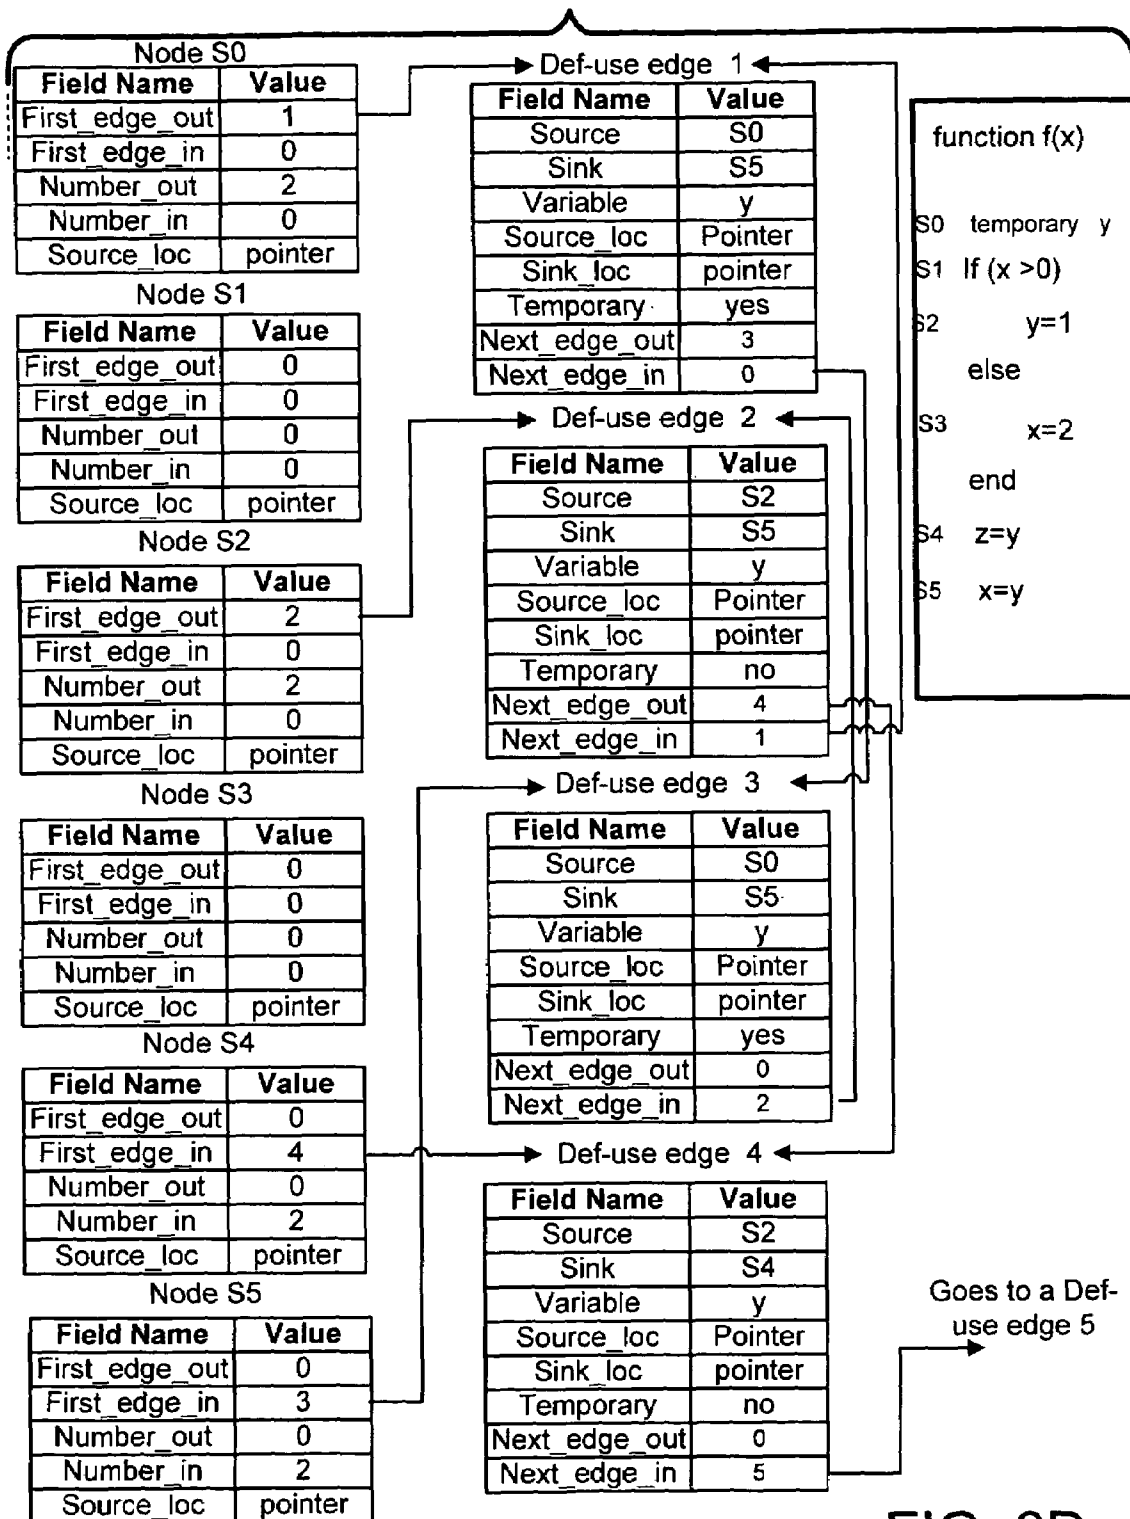 Node S0
Field Name Value
First_edge_out 1
First_edge_in 0
Number_out 2
Number_in 0
Source_loc pointer
Node S1
Field Name Value
First_edge_out 0
First_edge_in 0
Number_out 0
Number_in 0
Source_loc pointer
Node S2
Field Name Value
First_edge_out 2
First_edge_in 0
Number_out 2
Number_in 0
Source_loc pointer
Node S3
Field Name Value
First_edge_out 0
First_edge_in 0
Number_out 0
Number_in 0
Source_loc pointer
Node S4
Field Name Value
First_edge_out 0
First_edge_in 4
Number_out 0
Number_in 2
Source_loc pointer
Node S5
Field Name Value
First_edge_out 0
First_edge_in 3
Number_out 0
Number_in 2
Source_loc pointer
Def-use edge 1
Field Name Value
Source S0
Sink S5
Variable y
Source_loc Pointer
Sink_loc pointer
Temporary yes
Next_edge_out 3
Next_edge_in 0
Def-use edge 2
Field Name Value
Source S2
Sink S5
Variable y
Source_loc Pointer
Sink_loc pointer
Temporary no
Next_edge_out 4
Next_edge_in 1
Def-use edge 3
Field Name Value
Source S0
Sink S5
Variable y
Source_loc Pointer
Sink_loc pointer
Temporary yes
Next_edge_out 0
Next_edge_in 2
Def-use edge 4
Field Name Value
Source S2
Sink S4
Variable y
Source_loc Pointer
Sink_loc pointer
Temporary no
Next_edge_out 0
Next_edge_in 5
function f(x)
S0 temporary y
S1 If (x >0)
S2 y=1
else
S3 x=2
end
S4 z=y
S5 x=y
Goes to a Def-
use edge 5